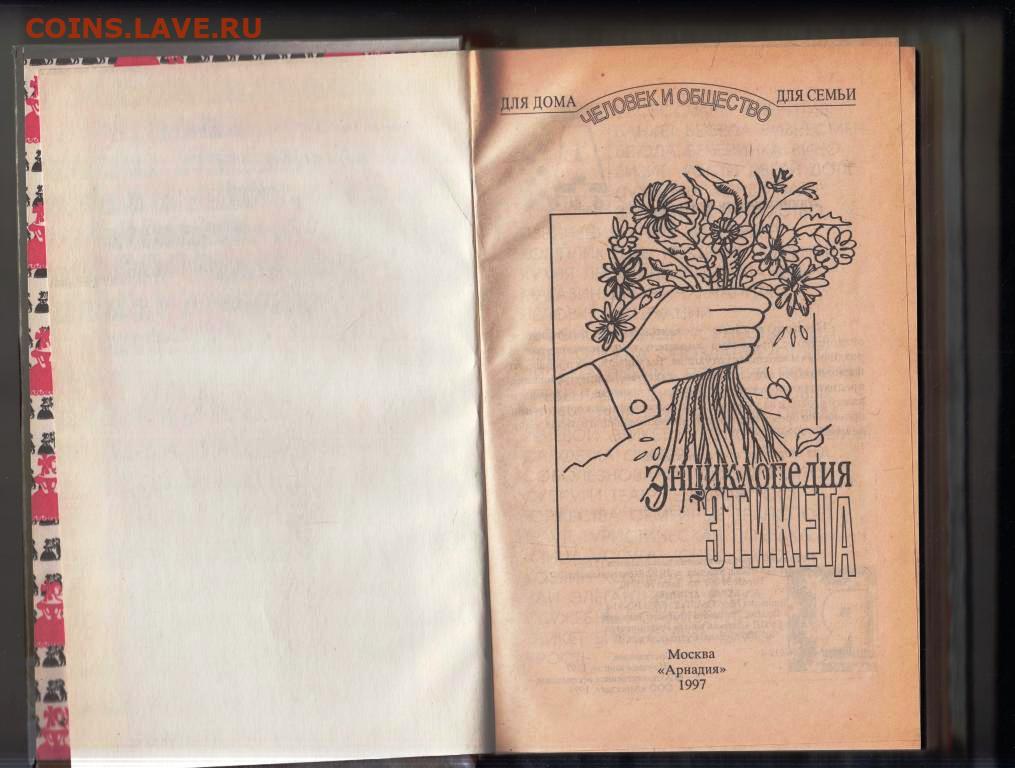 COINS.LAVE.RU
ДЛЯ ДОМА ЧЕЛОВЕК И ОБЩЕСТВО ДЛЯ СЕМЬИ
Энциклопедия
ЭТИКЕТА
Москва
«Арнадия»
1997